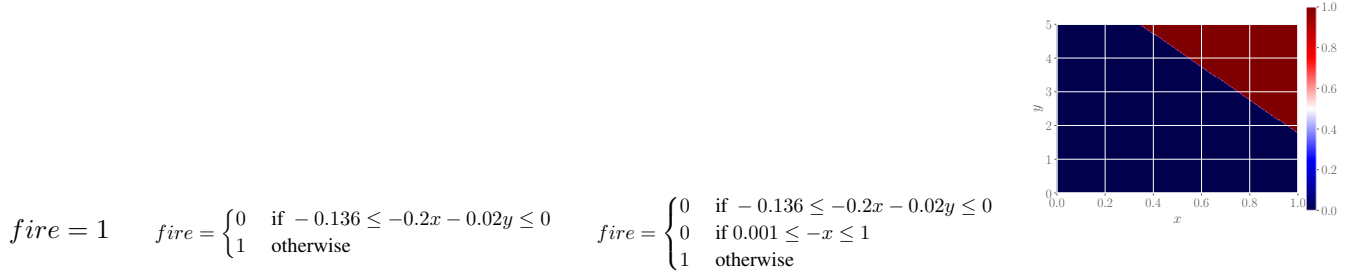 fire = 1
fire = { 0 if − 0.136 ≤ −0.2x − 0.02y ≤ 0
1 otherwise
fire = { 0 if − 0.136 ≤ −0.2x − 0.02y ≤ 0
0 if 0.001 ≤ −x ≤ 1
1 otherwise
5
4
3
2
1
0
y
0.0 0.2 0.4 0.6 0.8 1.0
x
1.0
0.8
0.6
0.4
0.2
0.0